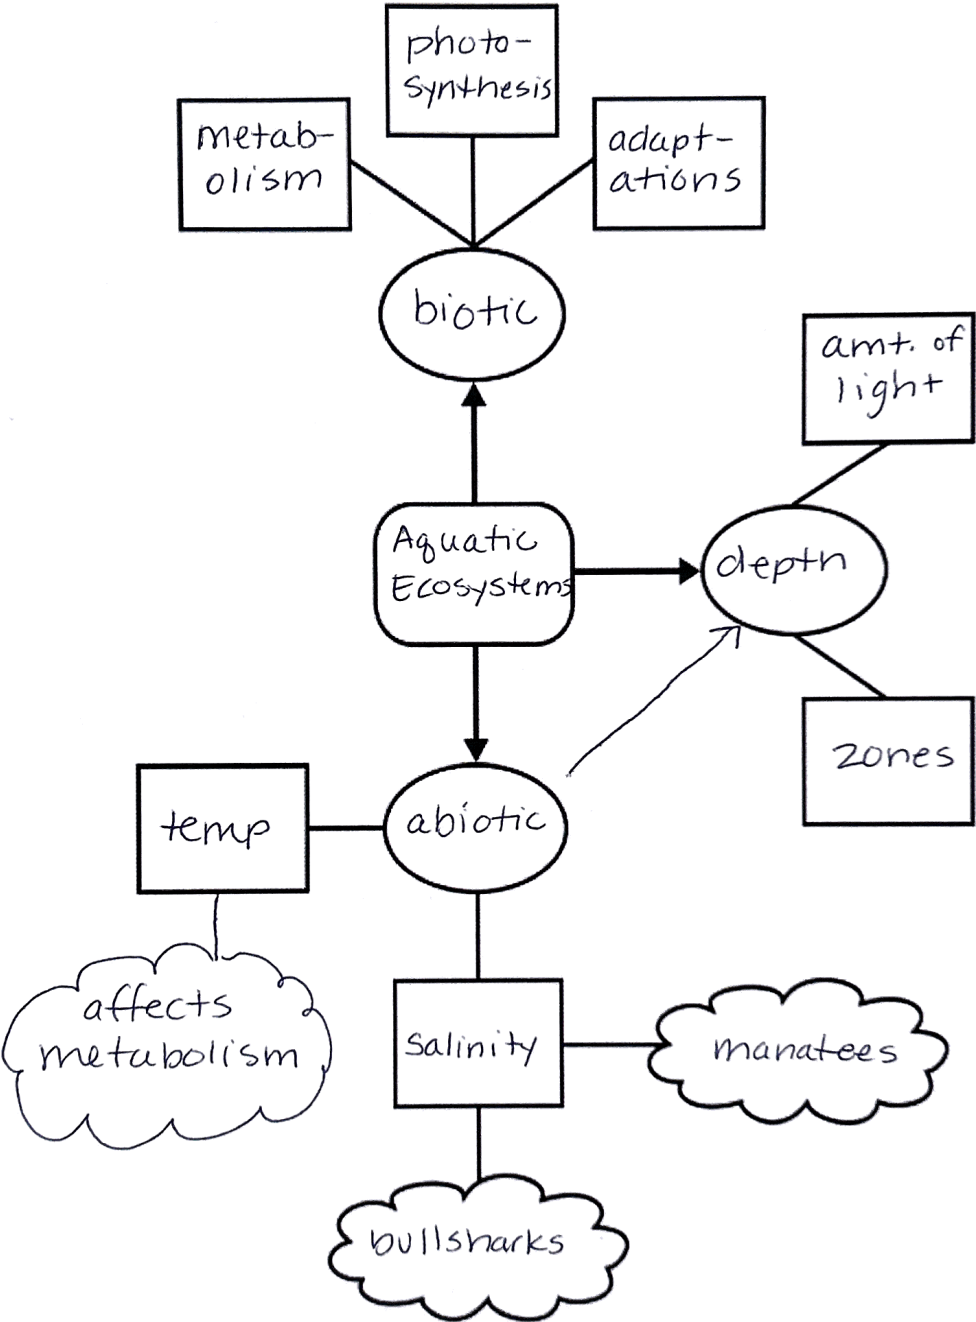 photo-
synthesis
metab-
olism
adapt-
ations
biotic
amt. of
light
Aquatic
Ecosystems
depth
zones
temp
abiotic
affects
metabolism
salinity
manatees
bullsharks